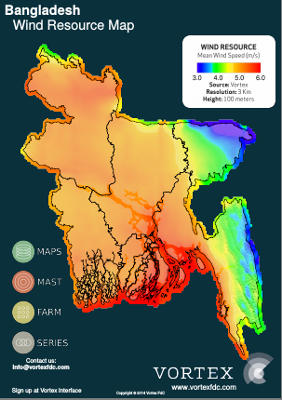 Bangladesh
Wind Resource Map
WIND RESOURCE
Mean Wind Speed (m/s)
3.0 4.0 5.0 6.0
Source: Vortex
Resolution: 3 Km
Height: 100 meters
MAPS
MAST
FARM
SERIES
Contact us:
info@vortexfdc.com
Sign up at Vortex Interface
Copyright © 2014 Vortex FdC
VORTEX
www.vortexfdc.com